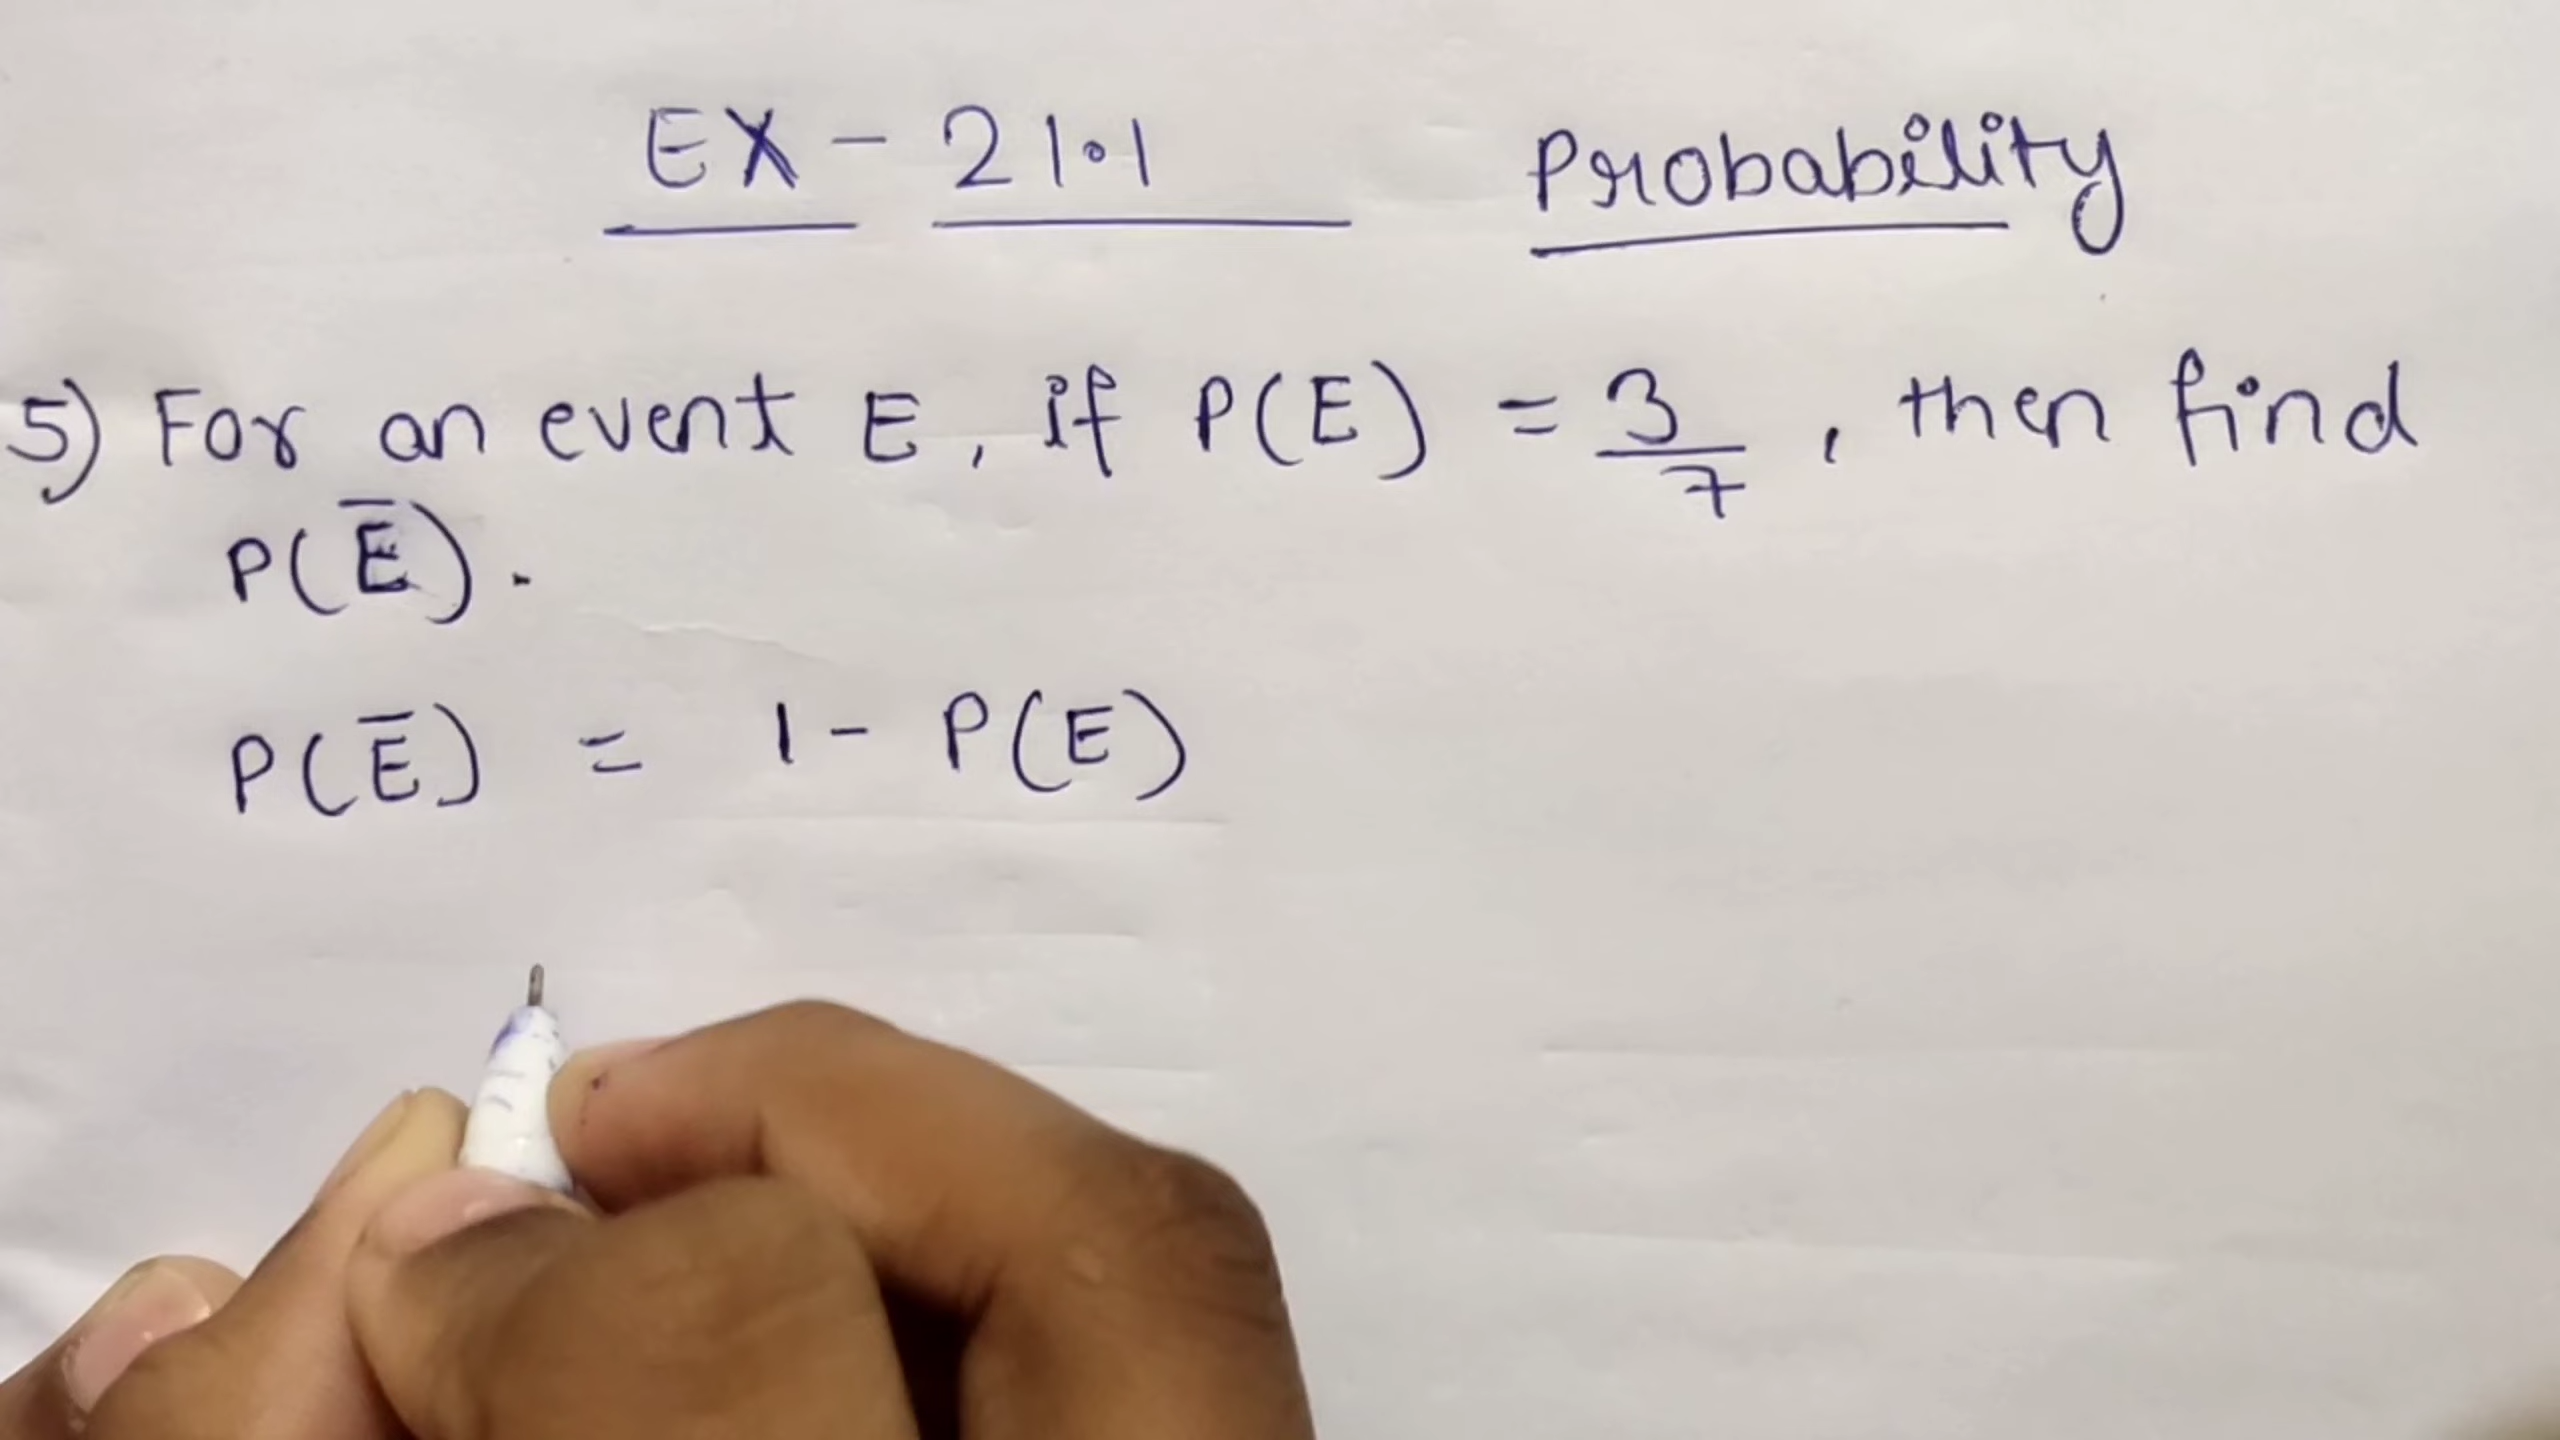 EX - 21.1 Probability
5) For an event E, if P(E) = 3/7, then find
P(E̅).
P(E̅) = 1 - P(E)